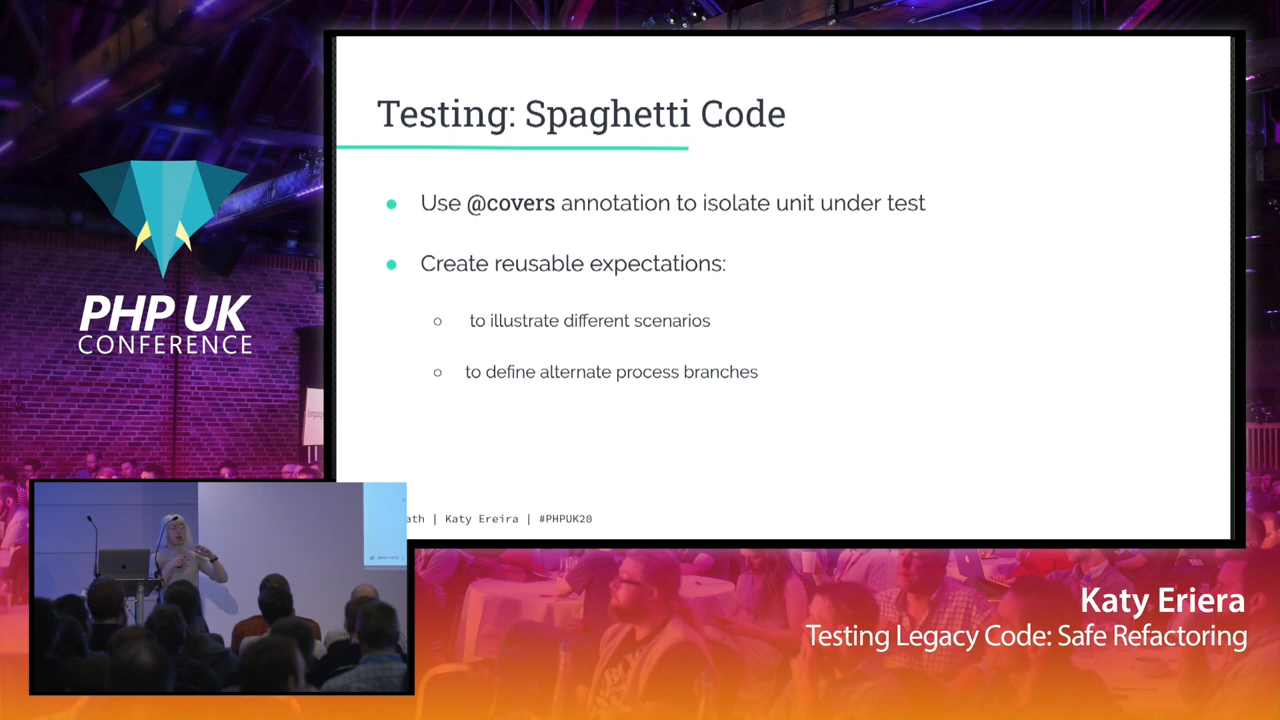 Testing: Spaghetti Code
Use @covers annotation to isolate unit under test
Create reusable expectations:
to illustrate different scenarios
to define alternate process branches
ath | Katy Ereira | #PHPUK20
PHP UK
CONFERENCE
Katy Eriera
Testing Legacy Code: Safe Refactoring